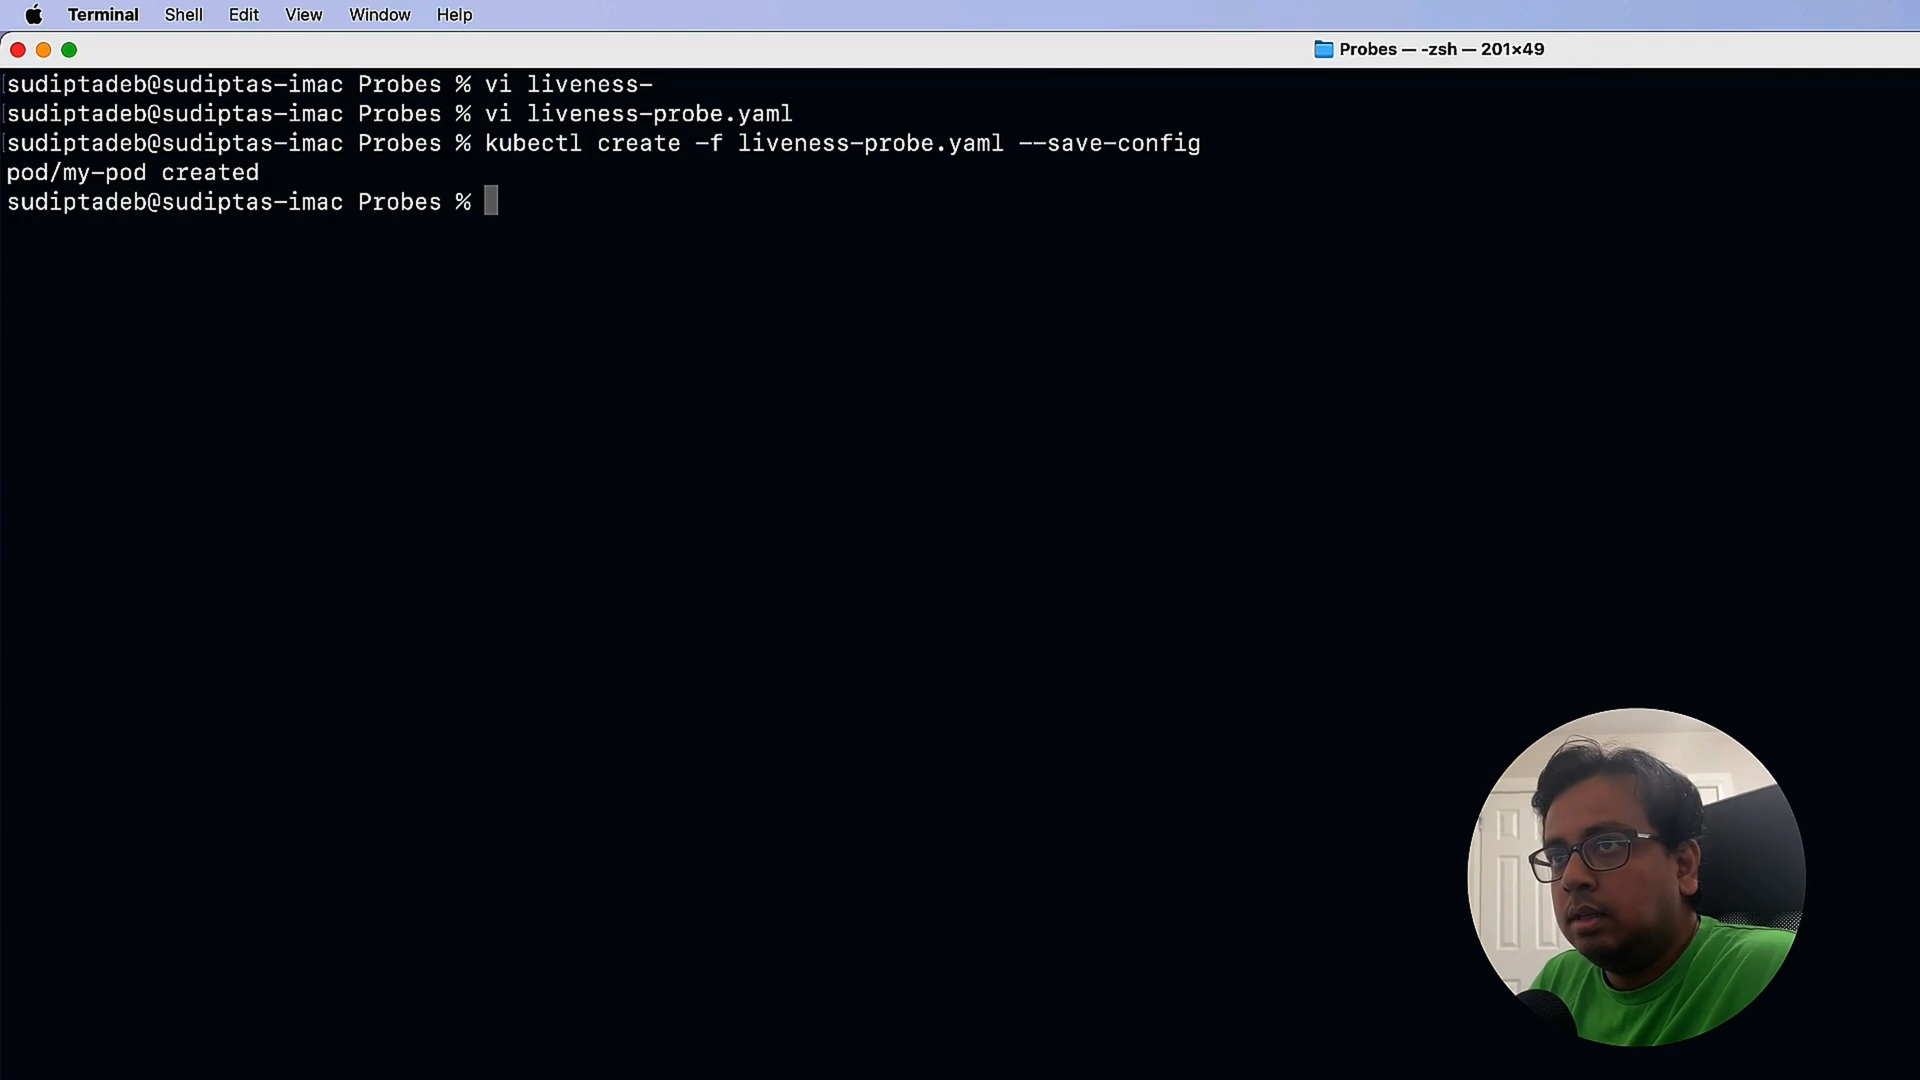 Terminal Shell Edit View Window Help
Probes — -zsh — 201×49
sudiptadeb@sudiptas-imac Probes % vi liveness-
sudiptadeb@sudiptas-imac Probes % vi liveness-probe.yaml
sudiptadeb@sudiptas-imac Probes % kubectl create -f liveness-probe.yaml --save-config
pod/my-pod created
sudiptadeb@sudiptas-imac Probes %